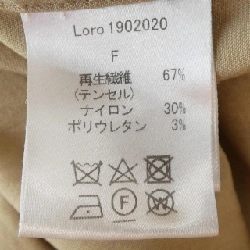 Loro 1902020
F
再生繊維 67%
(テンセル)
ナイロン 30%
ポリウレタン 3%
F W